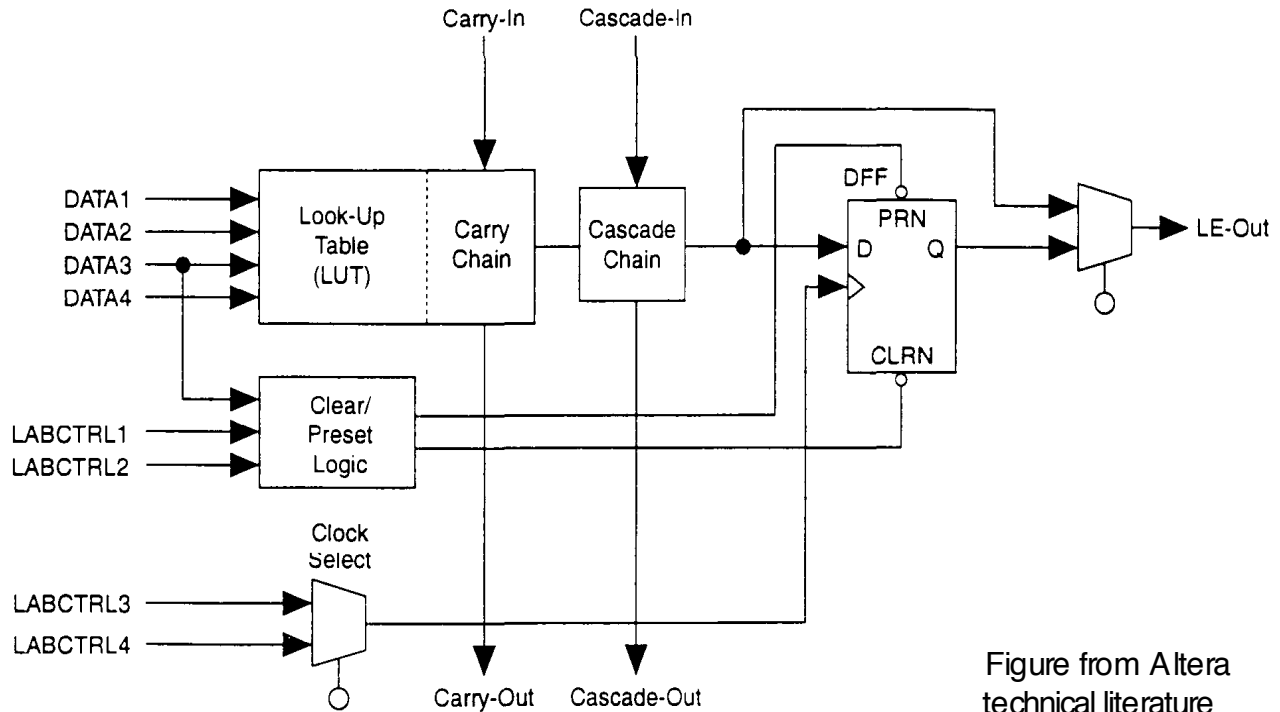 Carry-In
Cascade-In
DFF
DATA1
DATA2
DATA3
DATA4
Look-Up
Table
(LUT)
Carry
Chain
Cascade
Chain
PRN
D
Q
CLRN
LE-Out
LABCTRL1
LABCTRL2
Clear/
Preset
Logic
Clock
Select
LABCTRL3
LABCTRL4
Carry-Out
Cascade-Out
Figure from Altera
technical literature